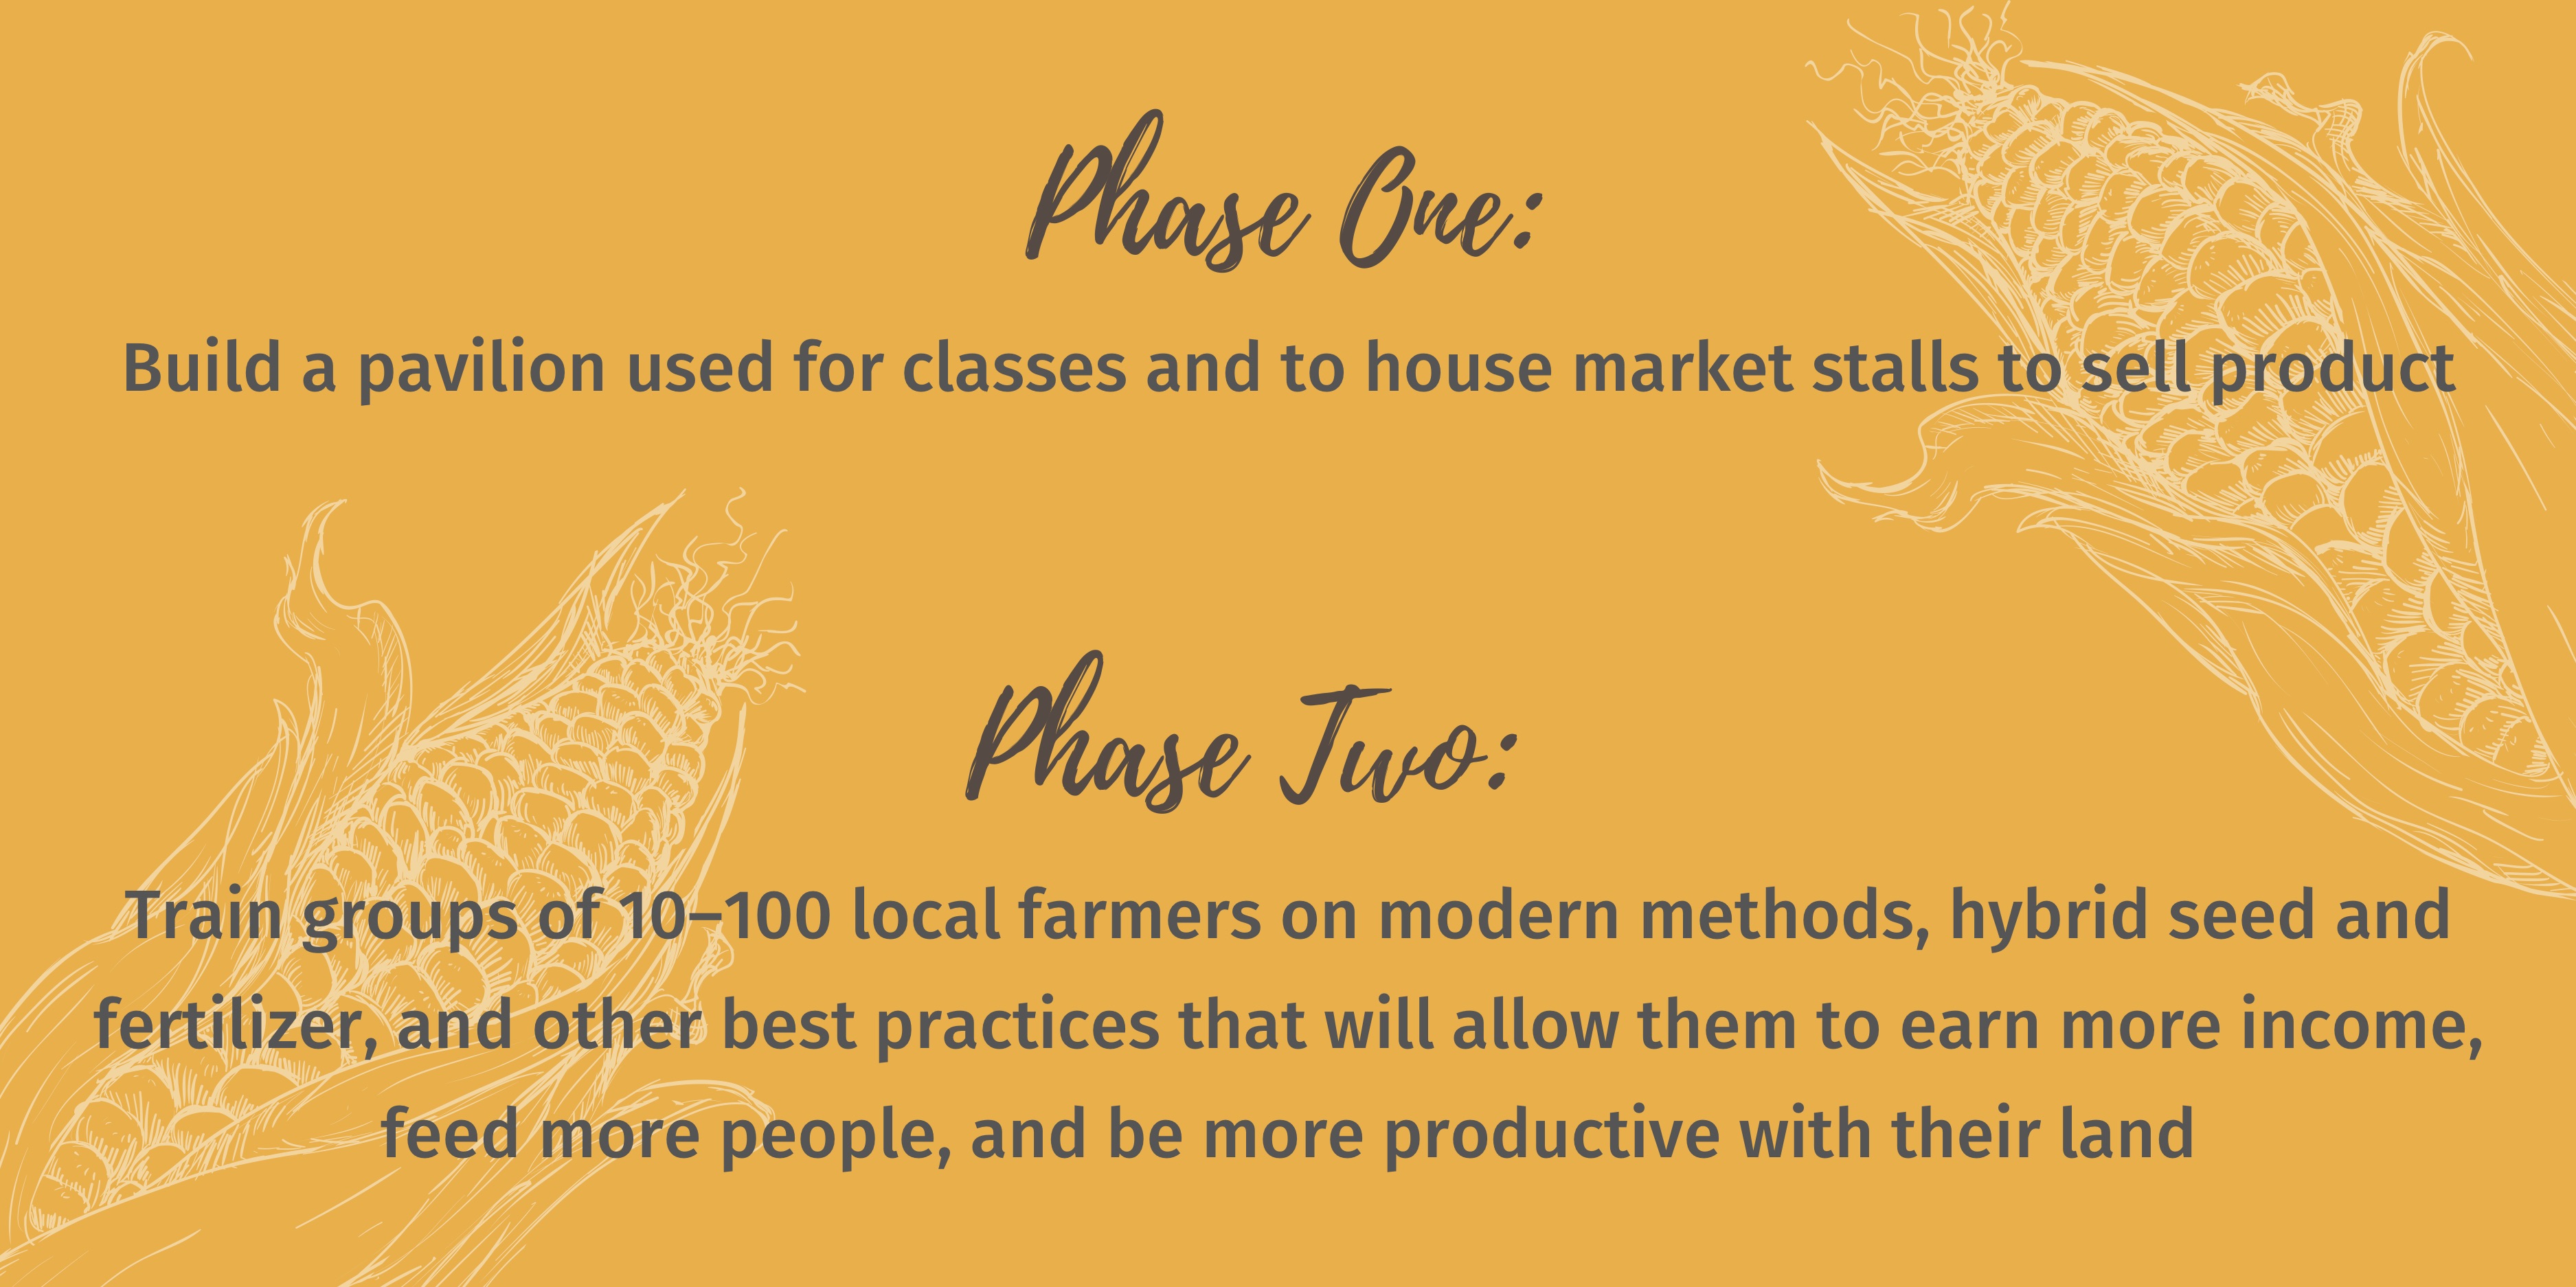 Phase One:
Build a pavilion used for classes and to house market stalls to sell product
Phase Two:
Train groups of 10–100 local farmers on modern methods, hybrid seed and
fertilizer, and other best practices that will allow them to earn more income,
feed more people, and be more productive with their land